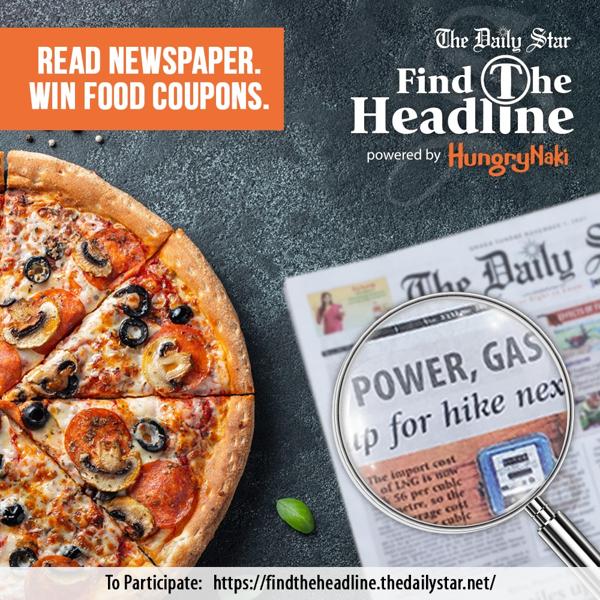 READ NEWSPAPER.
WIN FOOD COUPONS.
The Daily Star
Find The
Headline
powered by HungryNaki
The Daily S
POWER, GAS
up for hike nex
The import cost
of LNG is now
56 per cubic
so the
cost
cubic
To Participate: https://findtheheadline.thedailystar.net/